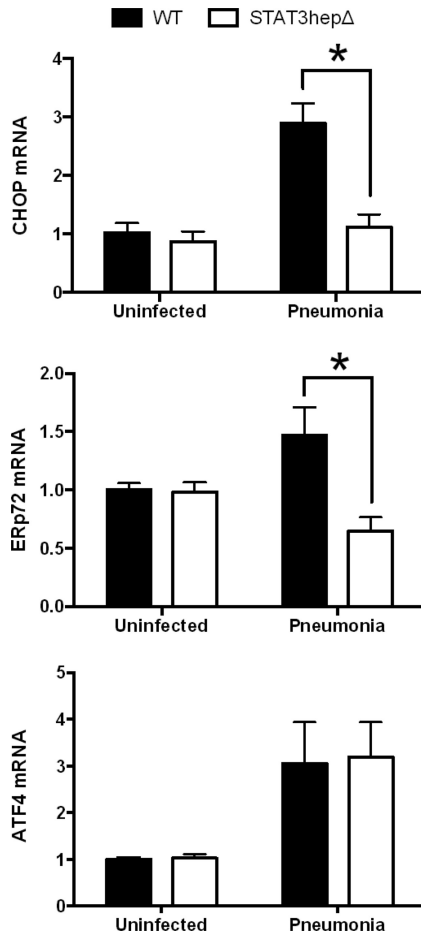 WT STAT3hepΔ
CHOP mRNA
4
3
2
1
0
*
Uninfected Pneumonia
ERp72 mRNA
2.0
1.5
1.0
0.5
0.0
*
Uninfected Pneumonia
ATF4 mRNA
5
4
3
2
1
0
Uninfected Pneumonia